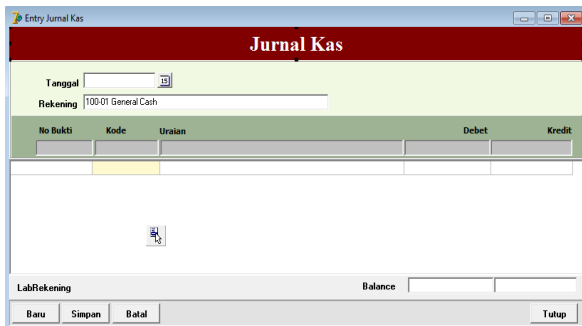 Entry Jurnal Kas
Jurnal Kas
Tanggal 15
Rekening 100-01 General Cash
No Bukti Kode Uraian Debet Kredit
LabRekening Balance
Baru Simpan Batal Tutup